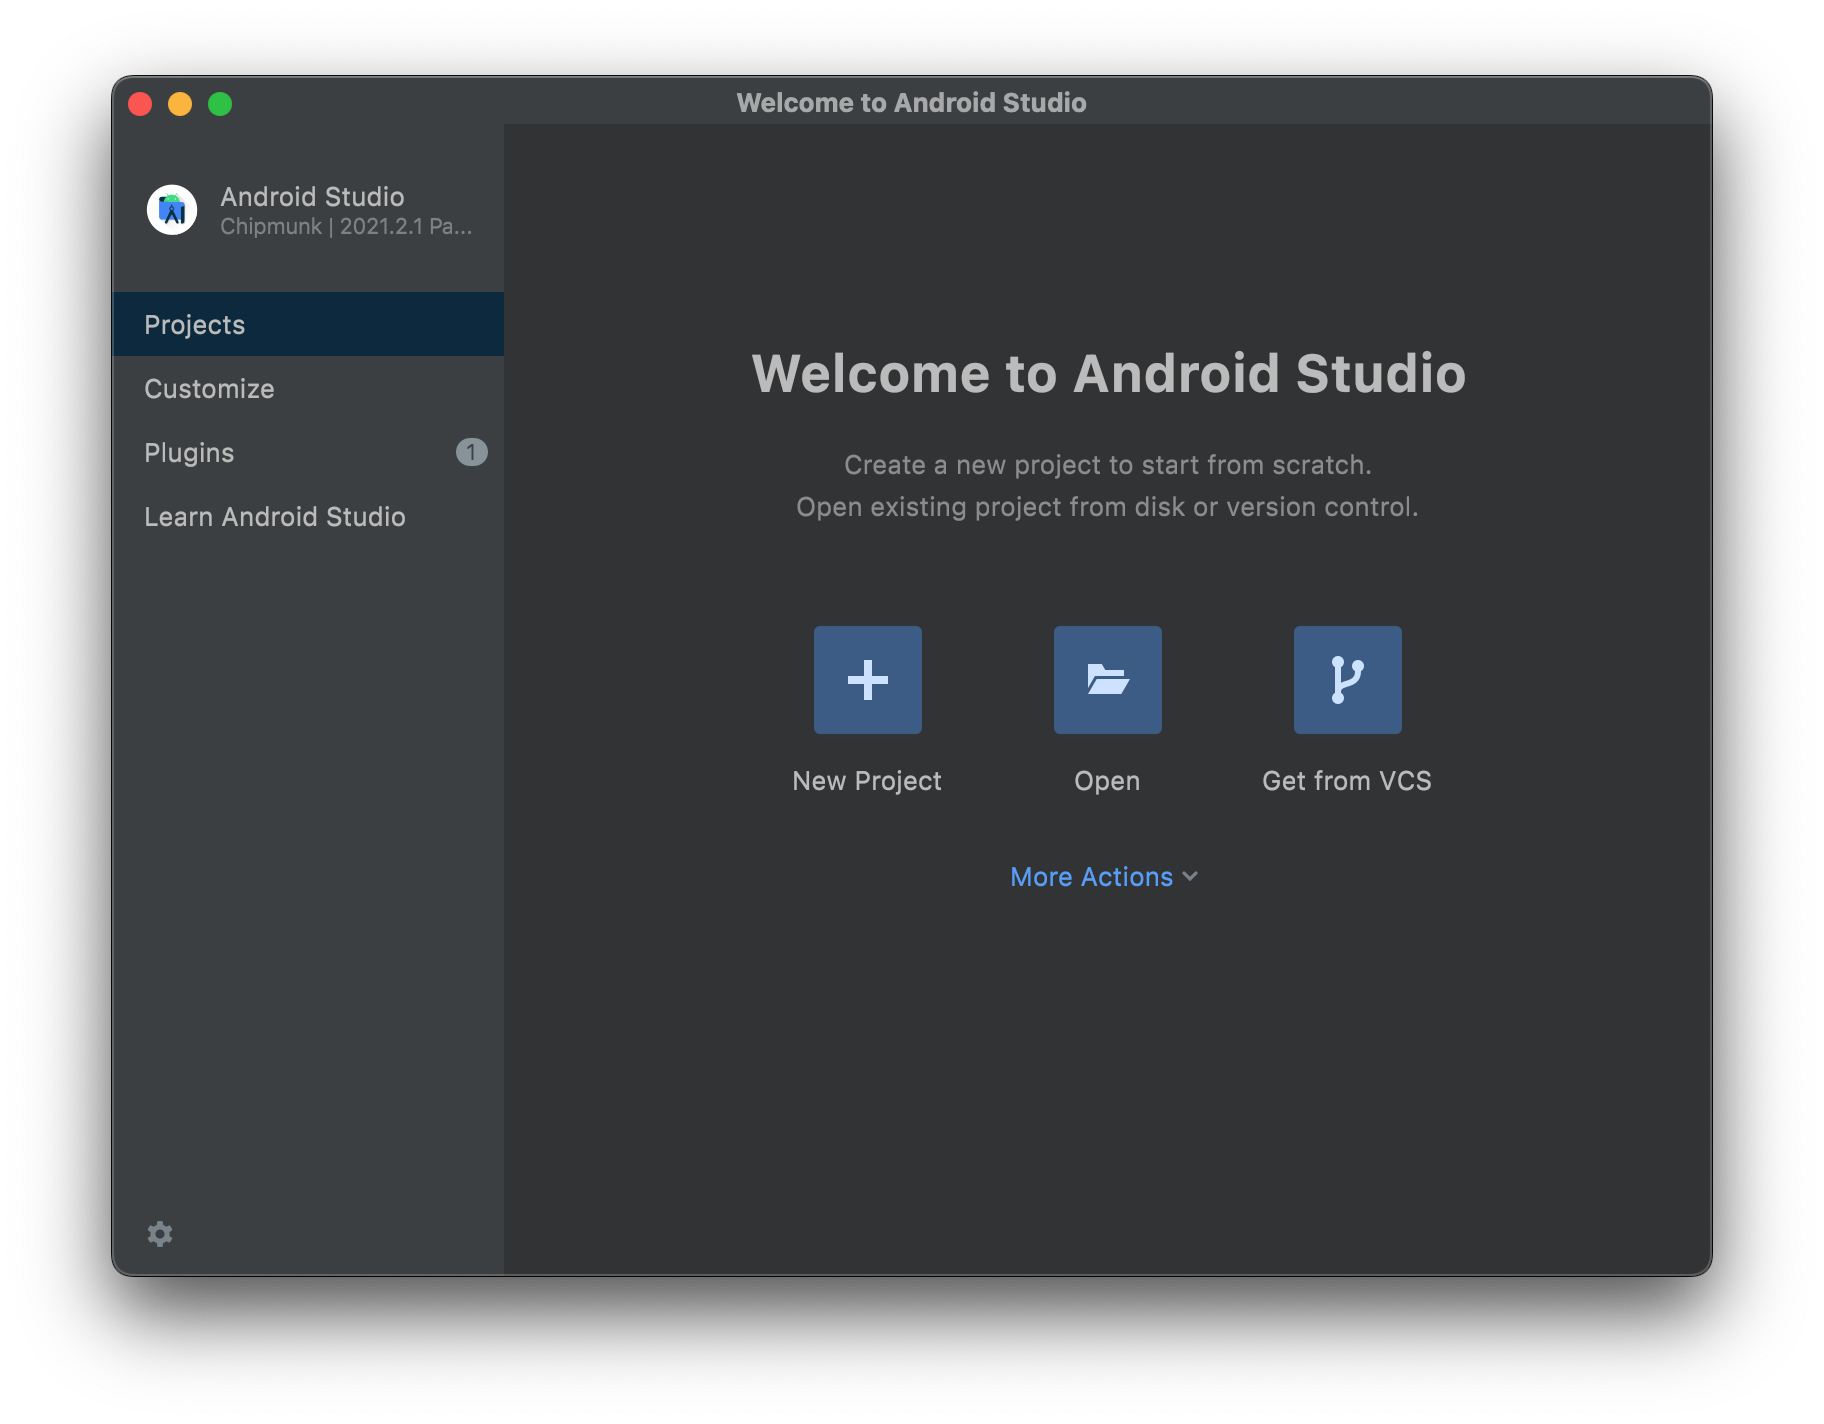 Welcome to Android Studio
Android Studio
Chipmunk | 2021.2.1 Pa...
Projects
Customize
Plugins
1
Learn Android Studio
Welcome to Android Studio
Create a new project to start from scratch.
Open existing project from disk or version control.
New Project
Open
Get from VCS
More Actions